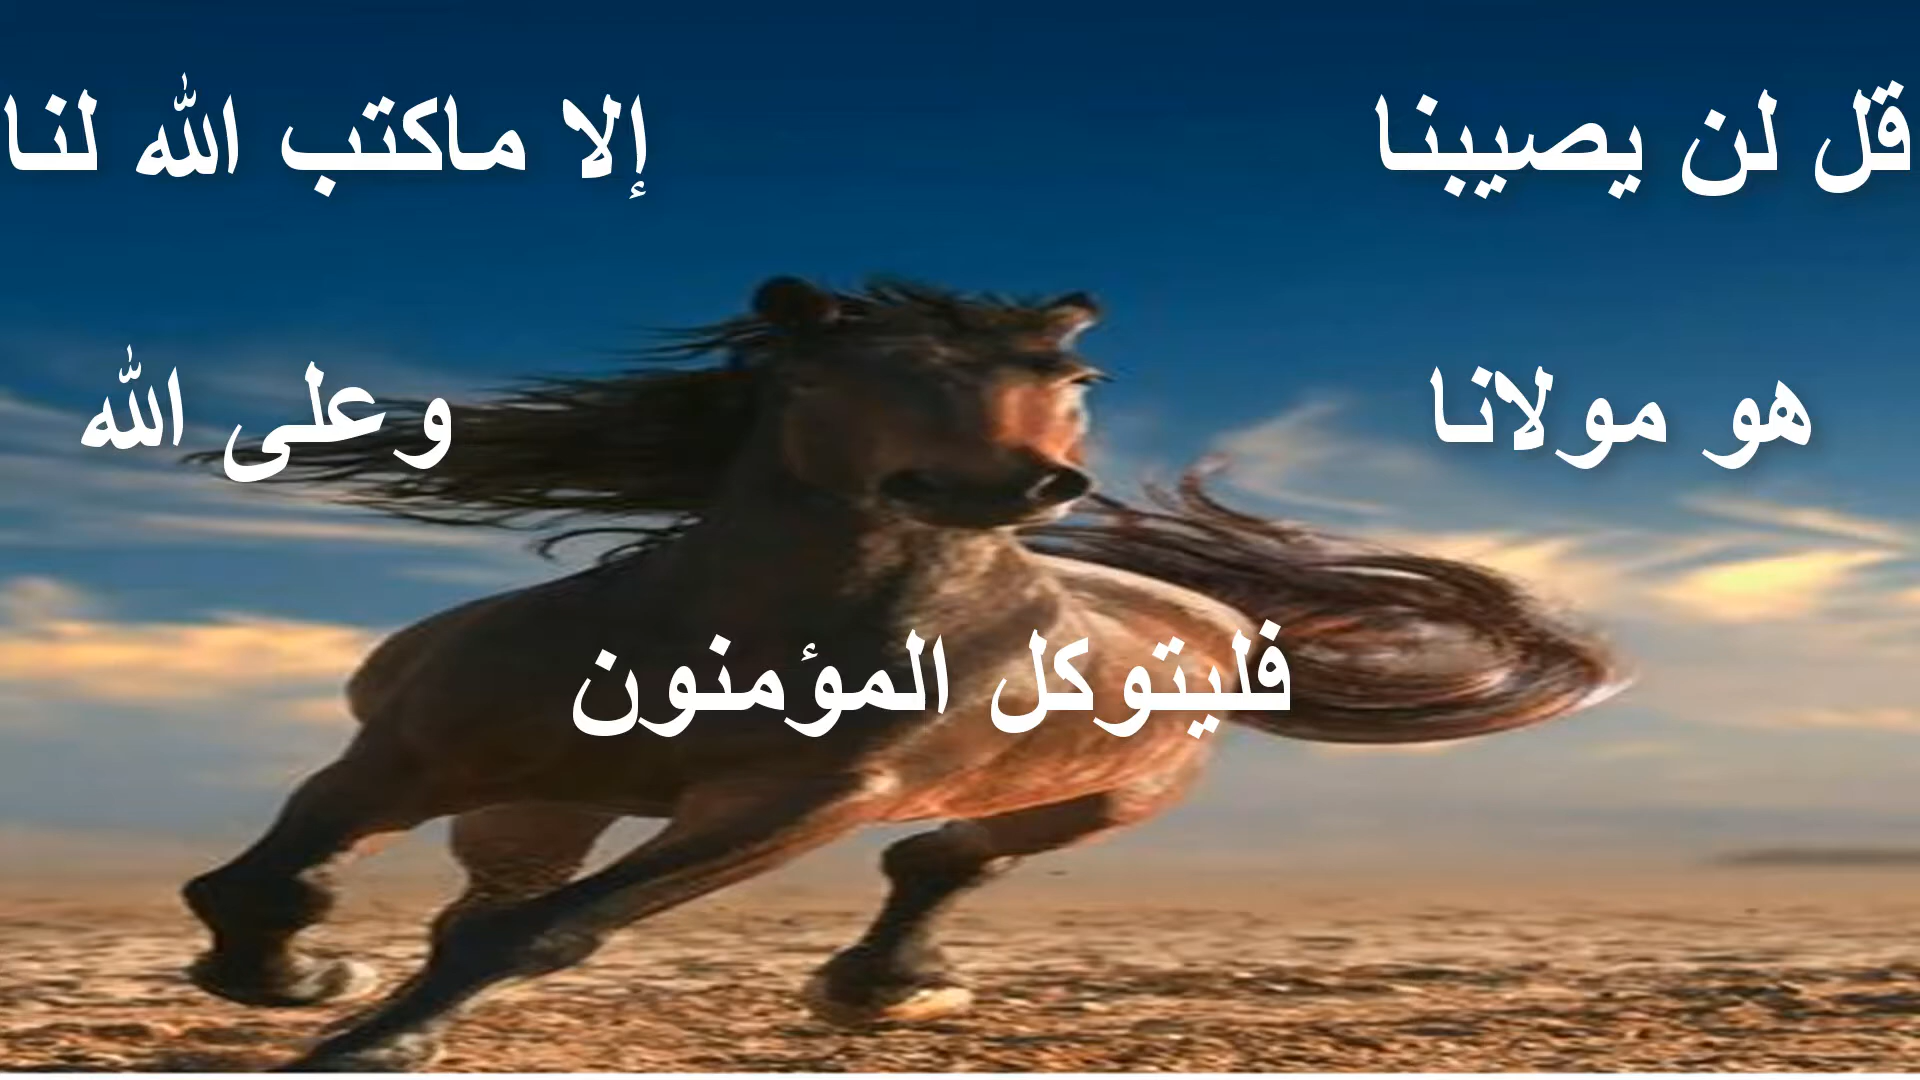 قل لن يصيبنا إلا ماكتب الله لنا
هو مولانا وعلى الله
فليتوكل المؤمنون